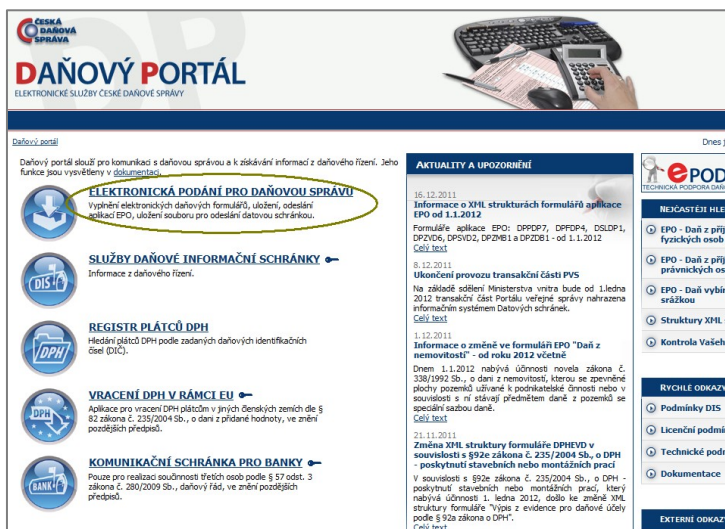 ČESKÁ
DAŇOVÁ
SPRÁVA
DAŇOVÝ PORTÁL
ELEKTRONICKÉ SLUŽBY ČESKÉ DAŇOVÉ SPRÁVY
Daňový portál
Dnes j
Daňový portál slouží pro komunikaci s daňovou správou a k získávání informací z daňového řízení. Jeho
funkce jsou vysvětleny v dokumentaci.
ELEKTRONICKÁ PODÁNÍ PRO DAŇOVOU SPRÁVU
Vyplnění elektronických daňových formulářů, uložení, odeslání
aplikací EPO, uložení souboru pro odeslání datovou schránkou.
DIS
SLUŽBY DAŇOVÉ INFORMAČNÍ SCHRÁNKY
Informace z daňového řízení.
DPH
REGISTR PLÁTCŮ DPH
Hledání plátců DPH podle zadaných daňových identifikačních
čísel (DIČ).
DPH
VRACENÍ DPH V RÁMCI EU
Aplikace pro vracení DPH plátcům v jiných členských zemích dle §
82 zákona č. 235/2004 Sb., o dani z přidané hodnoty, ve znění
pozdějších předpisů.
BANK
KOMUNIKAČNÍ SCHRÁNKA PRO BANKY
Pouze pro realizaci součinnosti třetích osob podle § 57 odst. 3
zákona č. 280/2009 Sb., daňový řád, ve znění pozdějších
předpisů.
AKTUALITY A UPOZORNĚNÍ
16.12.2011
Informace o XML strukturách formulářů aplikace
EPO od 1.1.2012
Formuláře aplikace EPO: DPPDP7, DPFDP4, DSLDP1,
DPZVD6, DPSVD2, DPZMB1 a DPZDB1 - od 1.1.2012
Celý text
8.12.2011
Ukončení provozu transakční části PVS
Na základě sdělení Ministerstva vnitra bude od 1.ledna
2012 transakční část Portálu veřejné správy nahrazena
informačním systémem Datových schránek.
Celý text
1.12.2011
Informace o změně ve formuláři EPO "Daň z
nemovitostí" - od roku 2012 včetně
Dnem 1.1.2012 nabývá účinnosti novela zákona č.
338/1992 Sb., o dani z nemovitostí, kterou se zpevněné
plochy pozemků užívané k podnikatelské činnosti nebo v
souvislosti s ní stávají předmětem daně z pozemků se
speciální sazbou daně.
Celý text
21.11.2011
Změna XML struktury formuláře DPHEVD v
souvislosti s §92e zákona č. 235/2004 Sb., o DPH
- poskytnutí stavebních nebo montážních prací
V souvislosti s §92e zákona č. 235/2004 Sb., o DPH -
poskytnutí stavebních nebo montážních prací, který
nabývá účinnosti 1. ledna 2012, došlo ke změně XML
struktury formuláře "Výpis z evidence pro daňové účely
podle § 92a zákona o DPH".
Celý text
EPOD
TECHNICKÁ PODPORA DAŇ
NEJČASTĚJI HLE
EPO - Daň z příj
fyzických osob
EPO - Daň z příj
právnických os
EPO - Daň vybír
srážkou
Struktury XML
Kontrola Vašeh
RYCHLÉ ODKAZY
Podmínky DIS
Licenční podmí
Technické podm
Dokumentace
EXTERNÍ ODKAZ